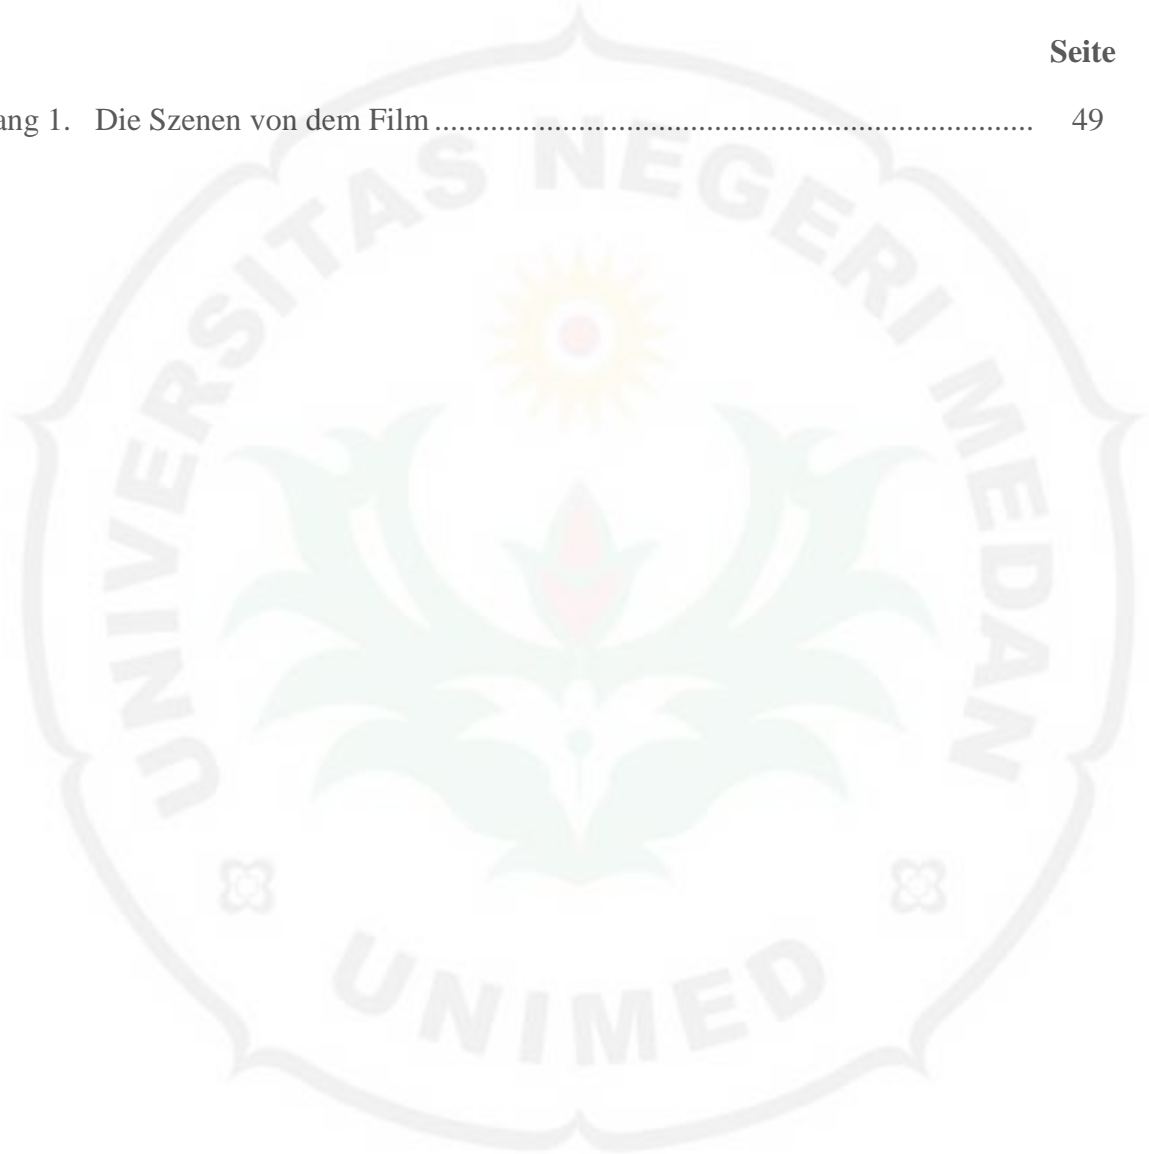 Seite
ang 1. Die Szenen von dem Film ................................................................ 49
UNIVERSITAS NEGERI MEDAN
UNIMED